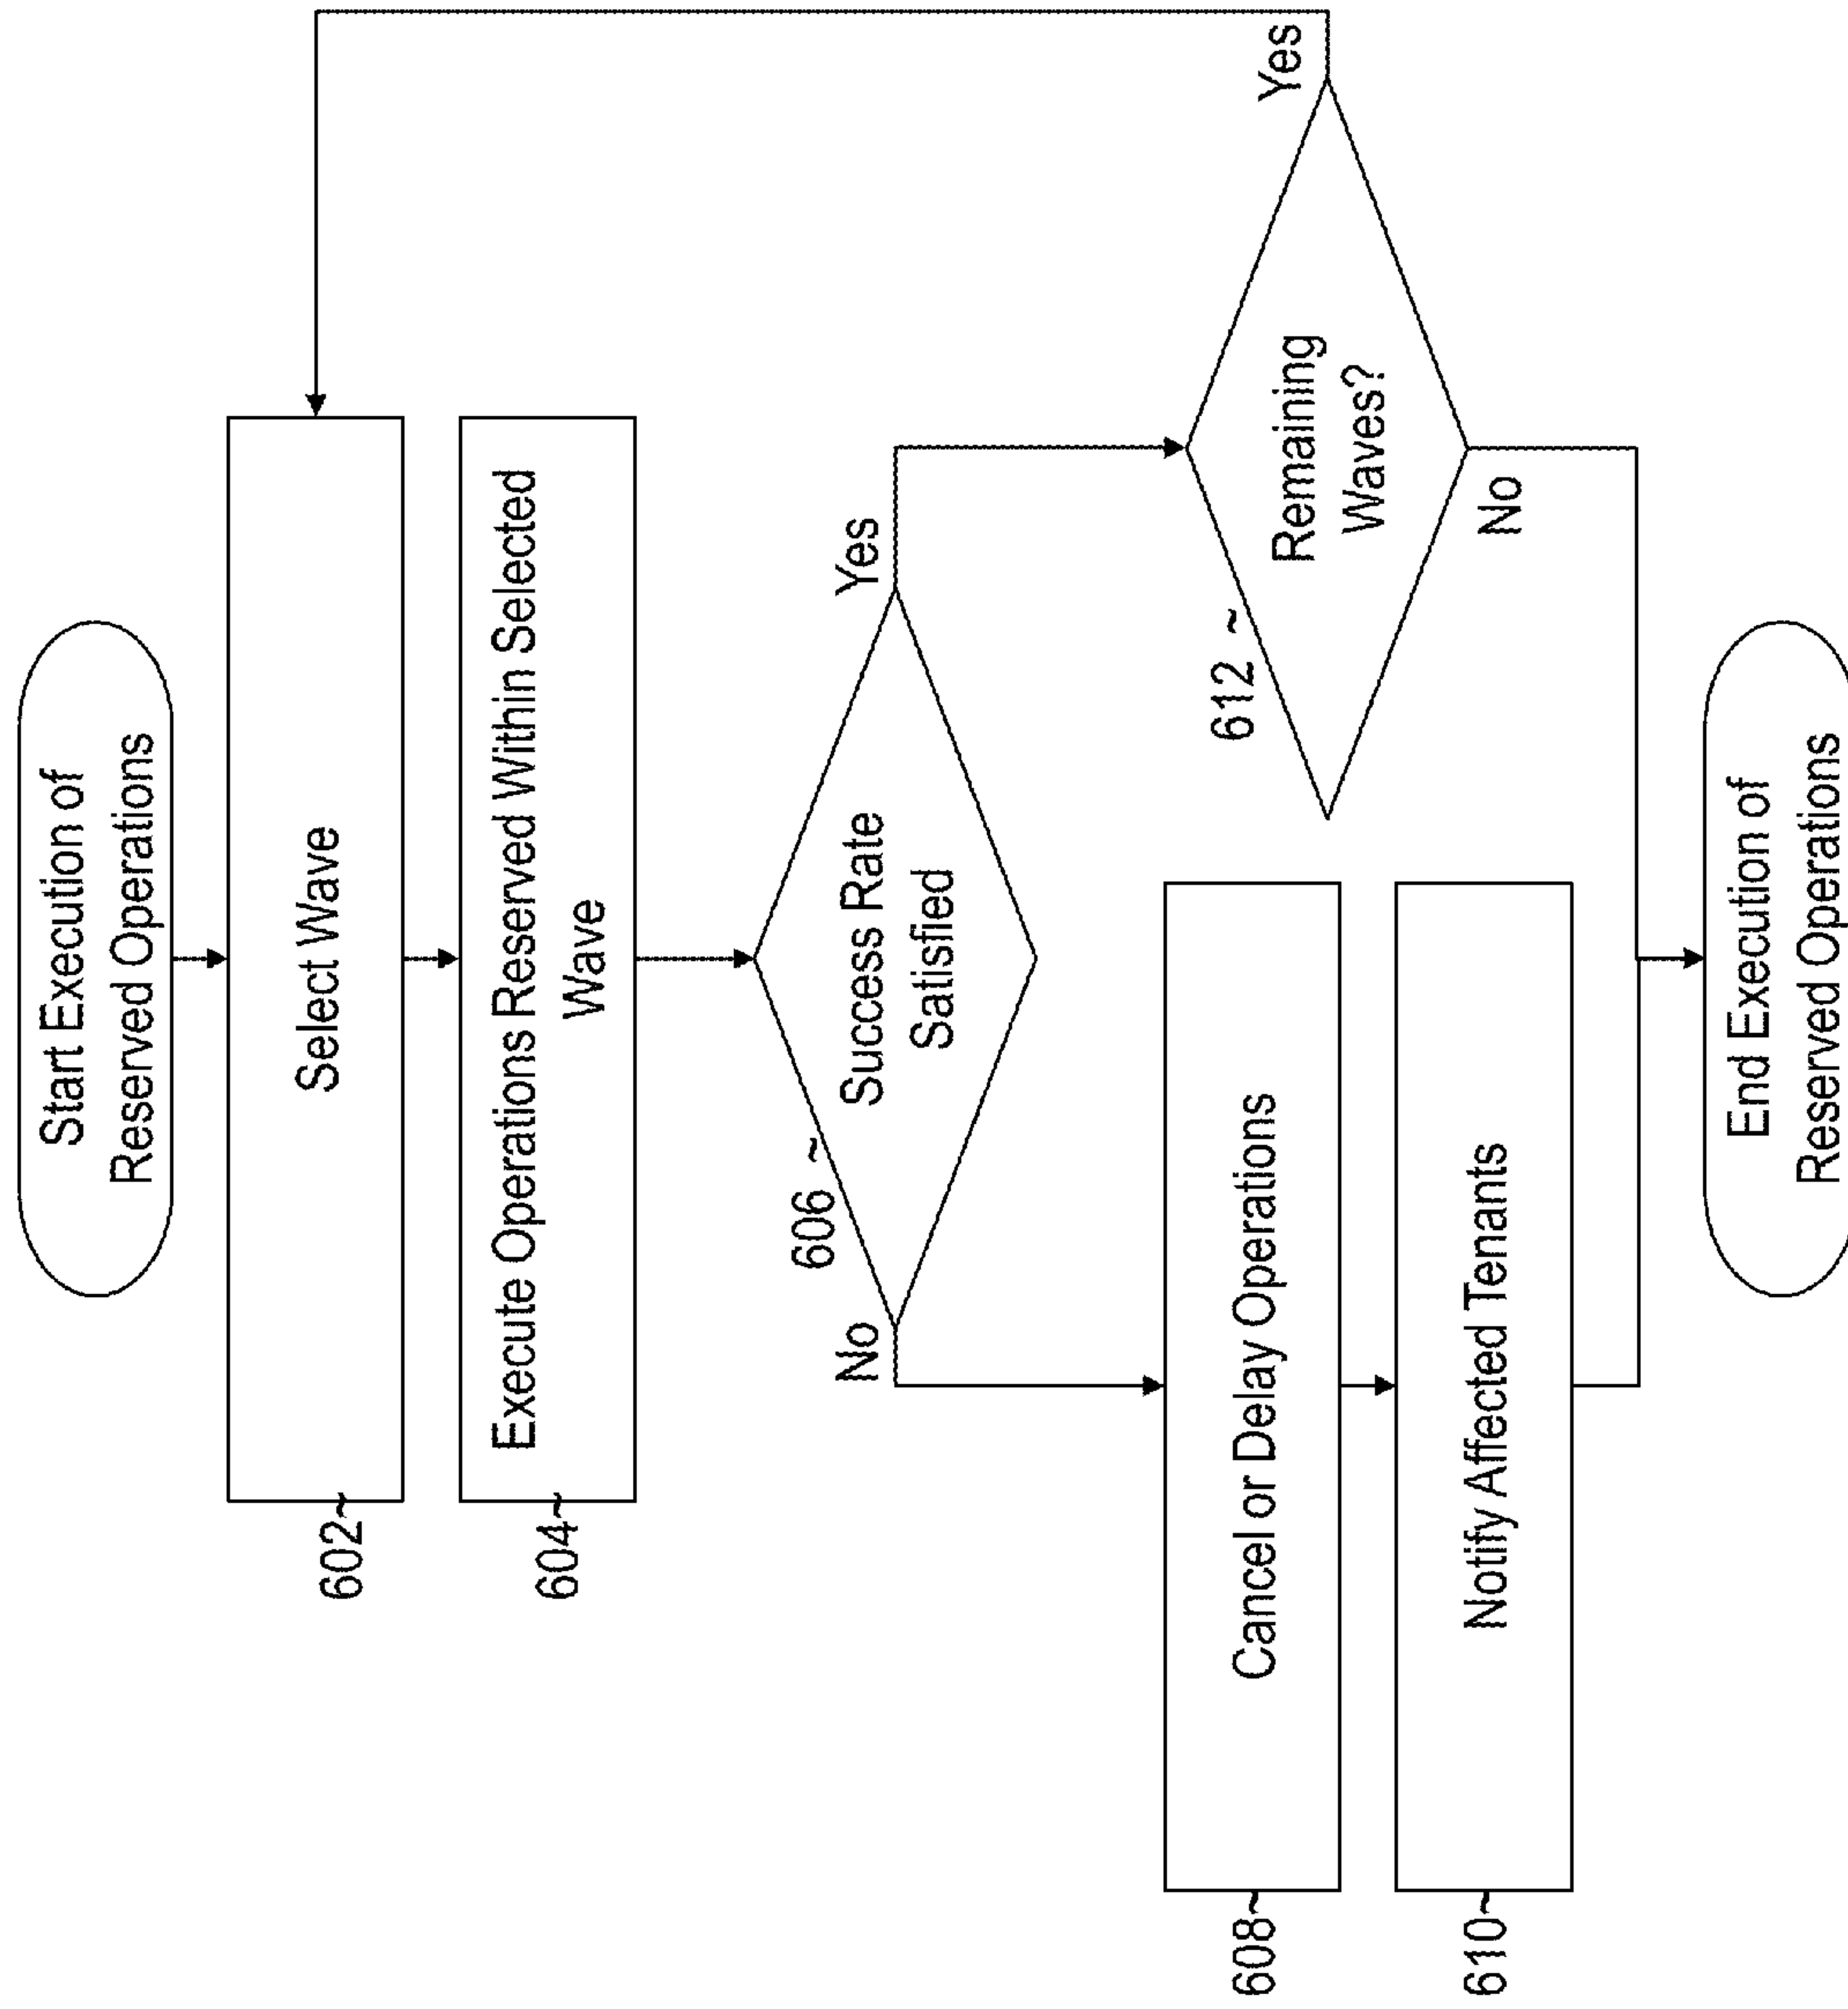 Start Execution of
Reserved Operations
602~
Select Wave
604~
Execute Operations Reserved Within Selected
Wave
606 ~
Success Rate
Satisfied
No
Yes
608~
Cancel or Delay Operations
610~
Notify Affected Tenants
612 ~
Remaining
Waves?
Yes
No
End Execution of
Reserved Operations